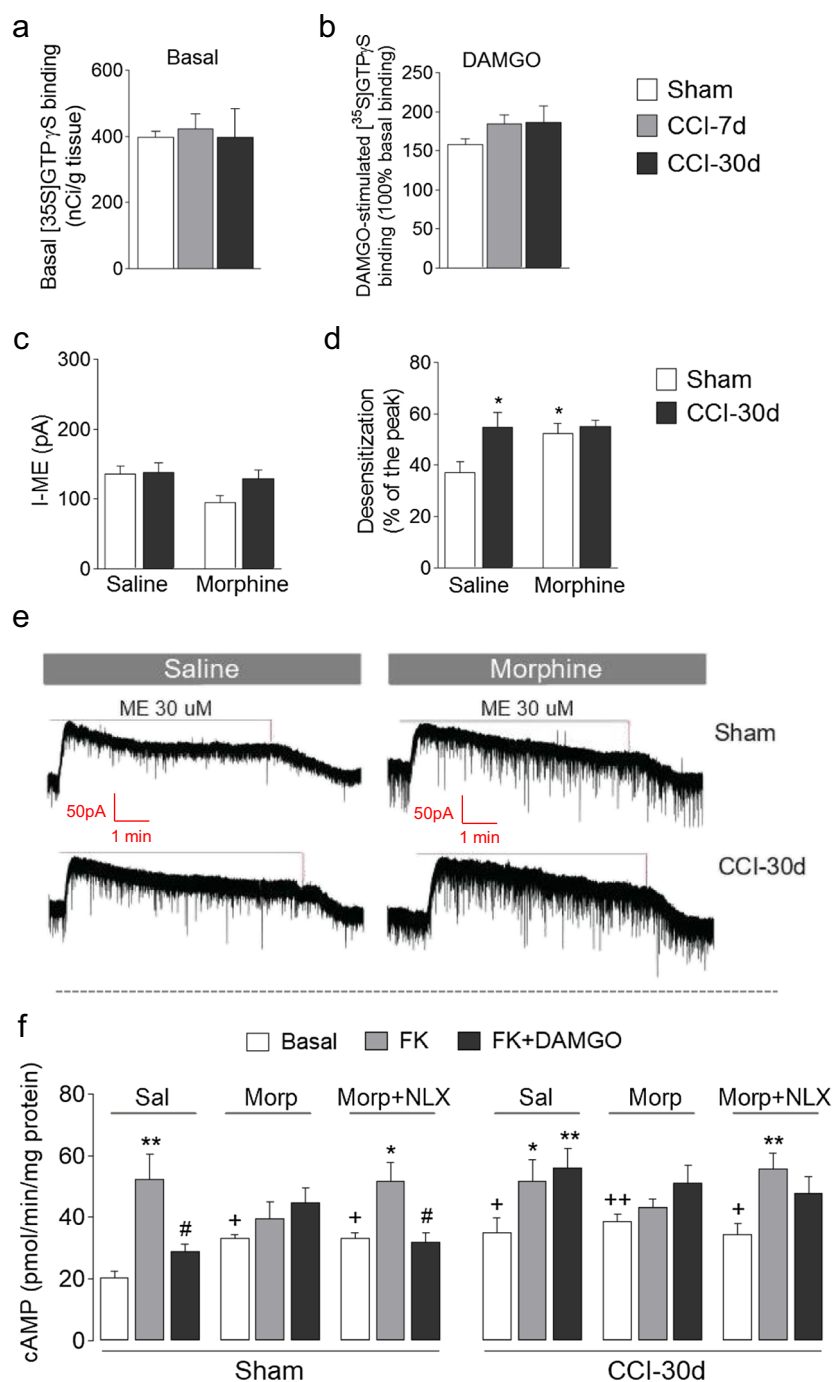 a
Basal
Basal [35S]GTPγS binding
(nCi/g tissue)
600
400
200
0
b
DAMGO
DAMGO-stimulated [³⁵S]GTPγS
binding (100% basal binding)
250
200
150
100
50
0
Sham
CCI-7d
CCI-30d
c
I-ME (pA)
300
200
100
0
Saline Morphine
d
Desensitization
(% of the peak)
80
60
40
20
0
* *
Saline Morphine
Sham
CCI-30d
e
Saline Morphine
ME 30 uM ME 30 uM
Sham
50pA 50pA
1 min 1 min
CCI-30d
f
Basal FK FK+DAMGO
cAMP (pmol/min/mg protein)
80
60
40
20
0
Sal Morp Morp+NLX Sal Morp Morp+NLX
** # + + * # + * ** ++ + **
Sham CCI-30d